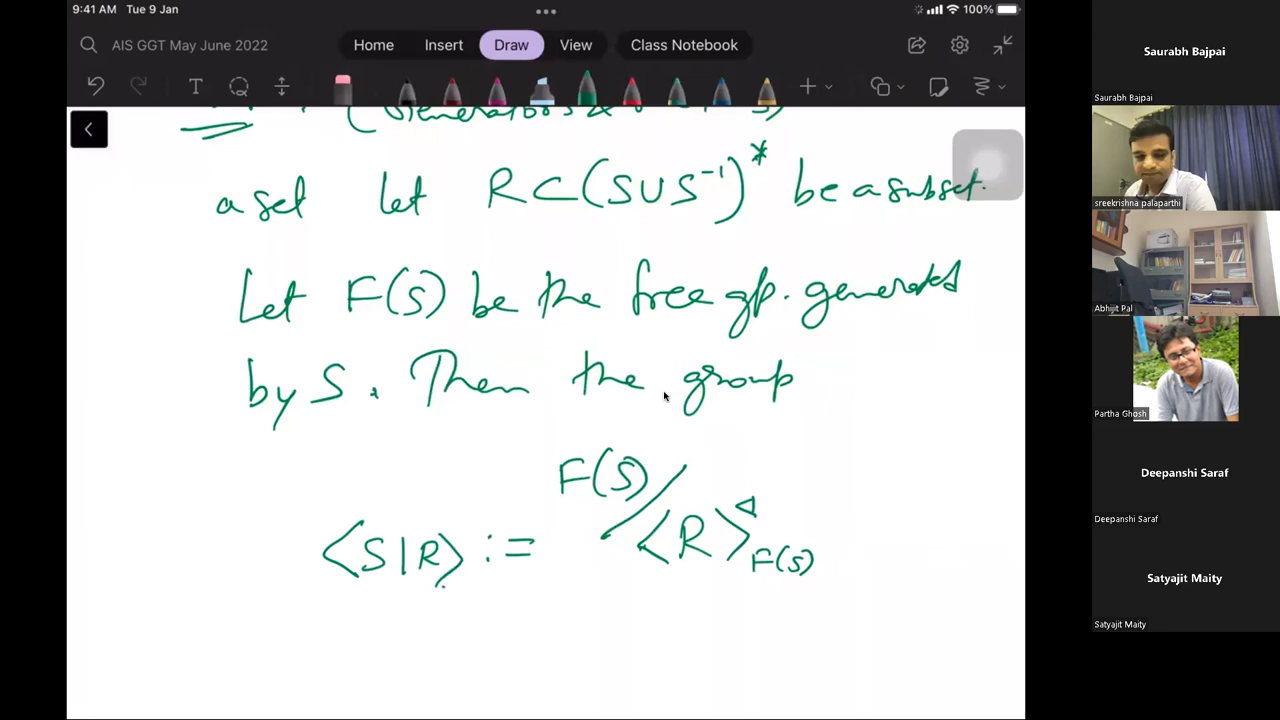 9:41 AM Tue 9 Jan
100%
AIS GGT May June 2022
Home Insert Draw View Class Notebook
T
(Generators &
a set let R ⊂ (S ∪ S⁻¹)* be a subset.
Let F(S) be the free gp. generated
by S. Then the group
⟨S | R⟩ := F(S) / ⟨R⟩^◁_{F(S)}
Saurabh Bajpai
Saurabh Bajpai
sreekrishna palaparthi
Abhijit Pal
Partha Ghosh
Deepanshi Saraf
Deepanshi Saraf
Satyajit Maity
Satyajit Maity